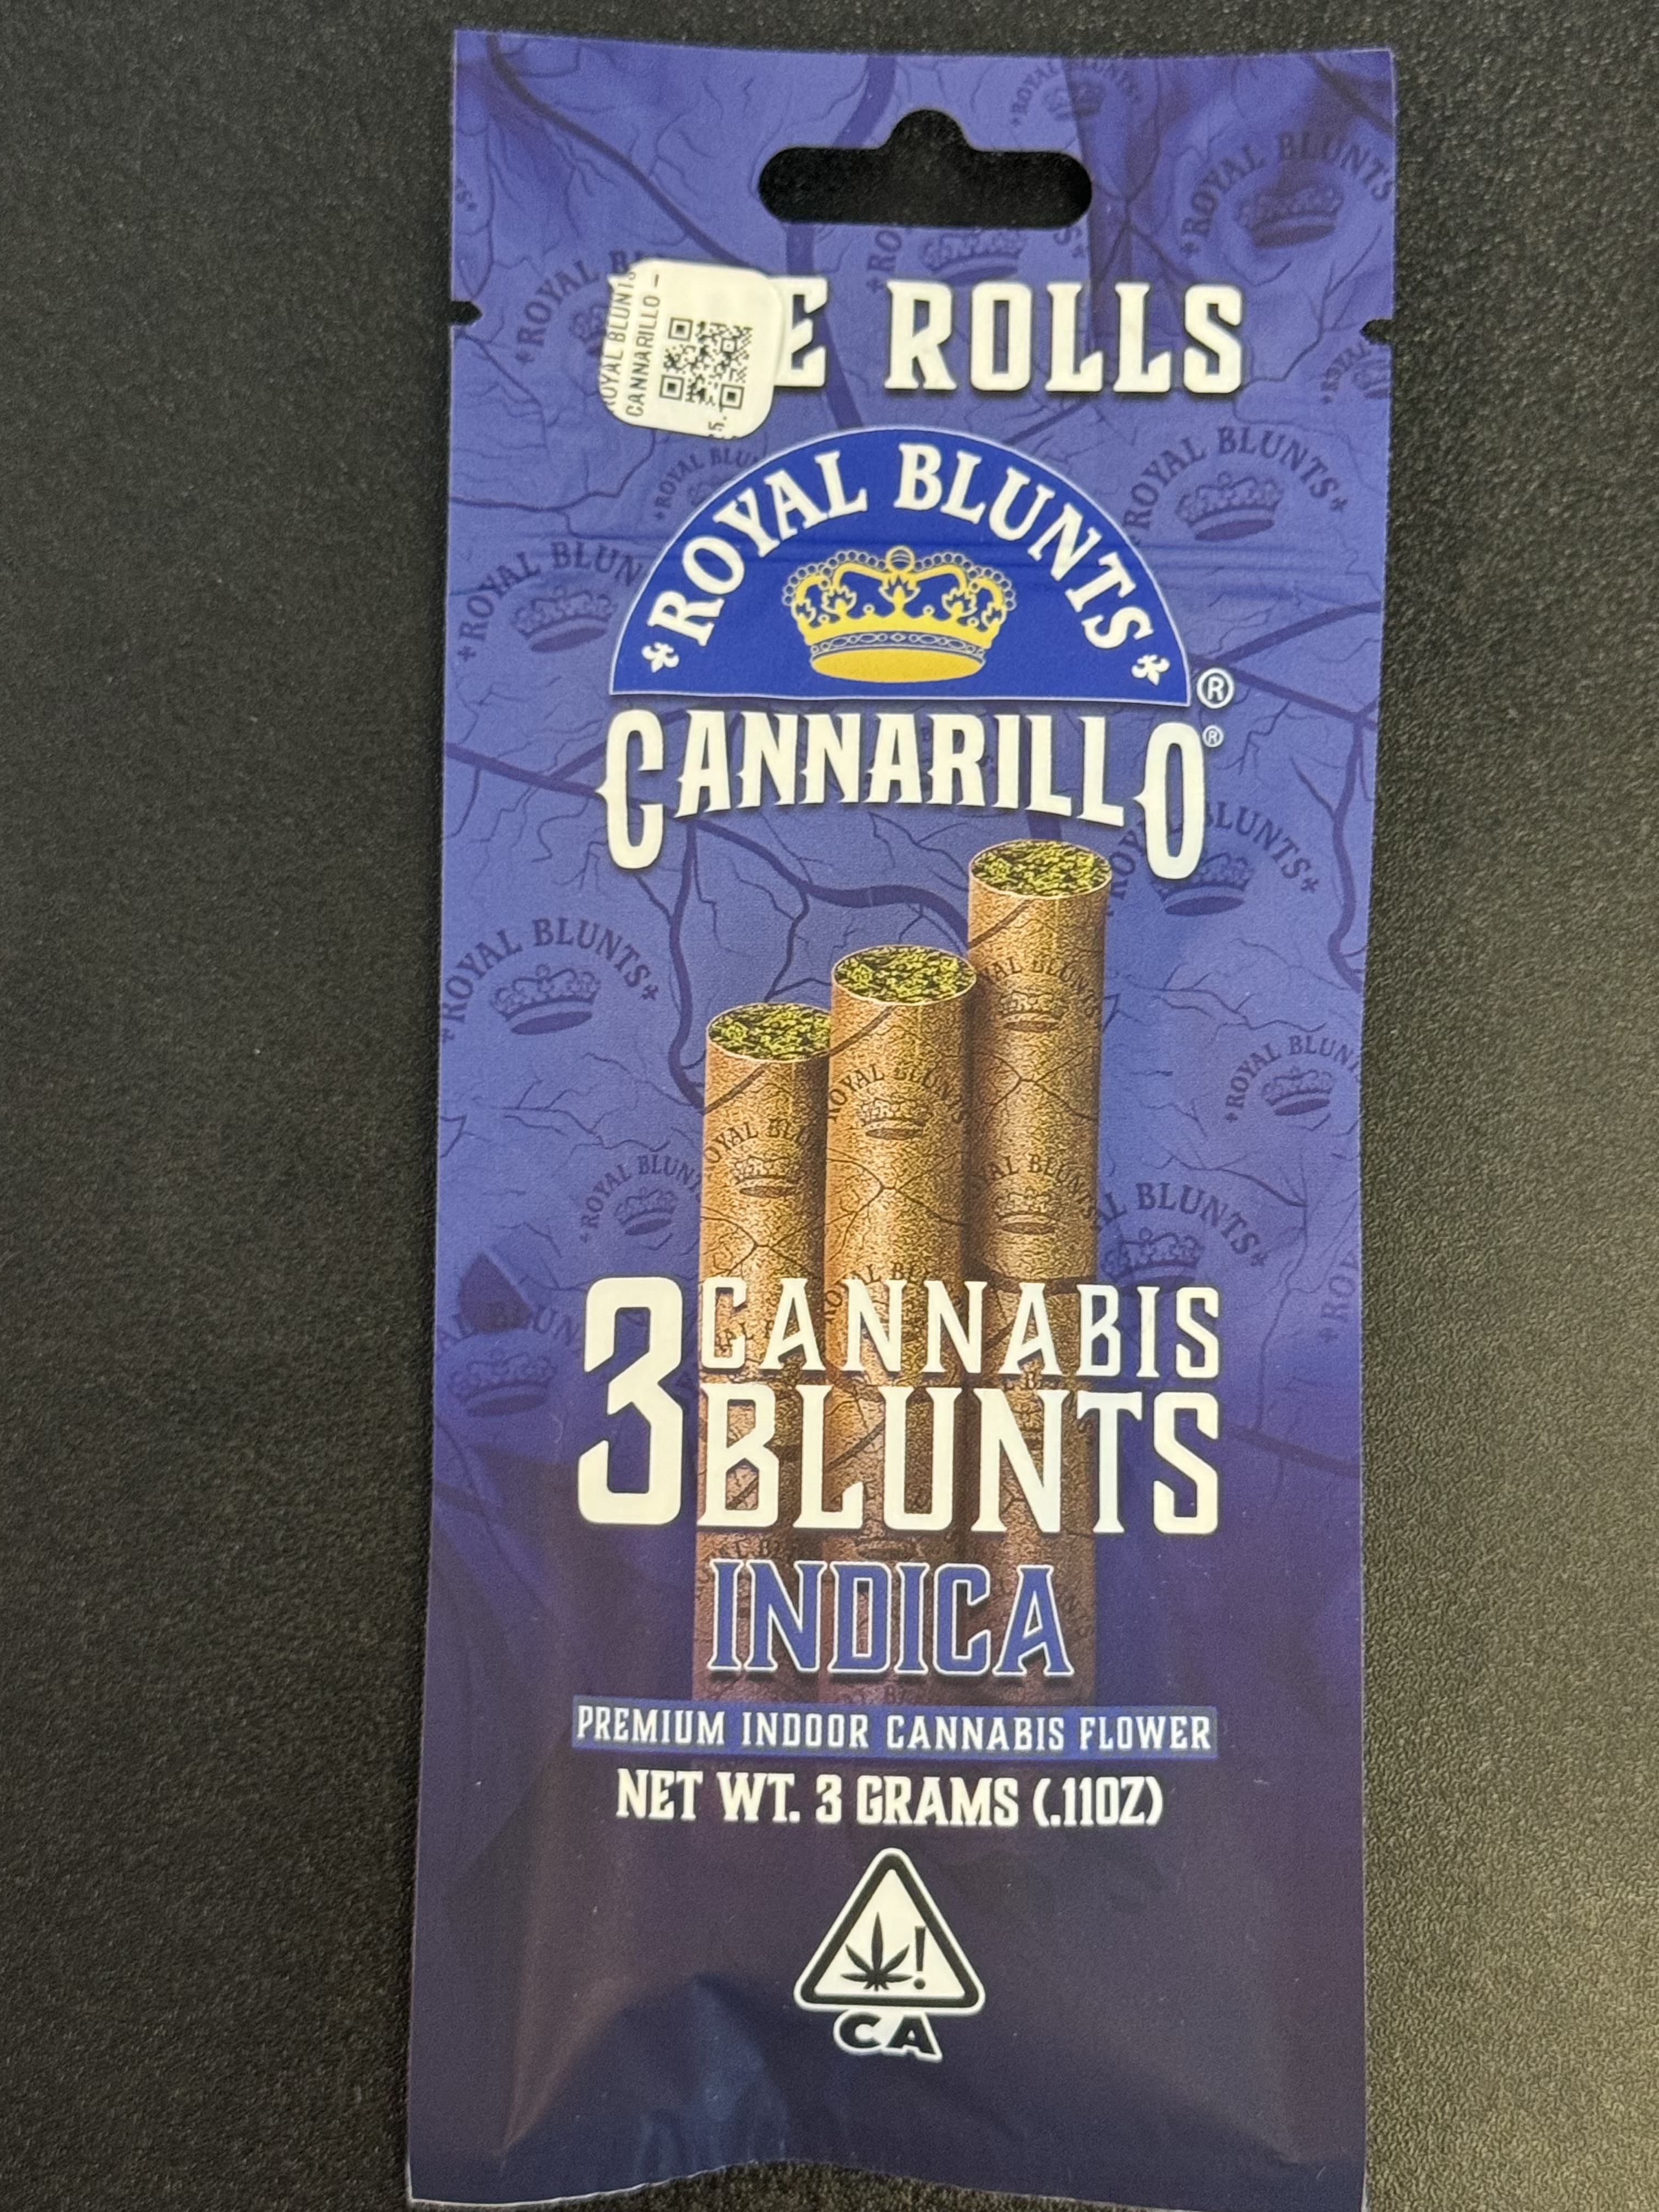 E ROLLS
ROYAL BLUNTS
CANNARILLO –
ROYAL BLUNTS®
CANNARILLO®
3 CANNABIS
BLUNTS
INDICA
PREMIUM INDOOR CANNABIS FLOWER
NET WT. 3 GRAMS (.11OZ)
CA